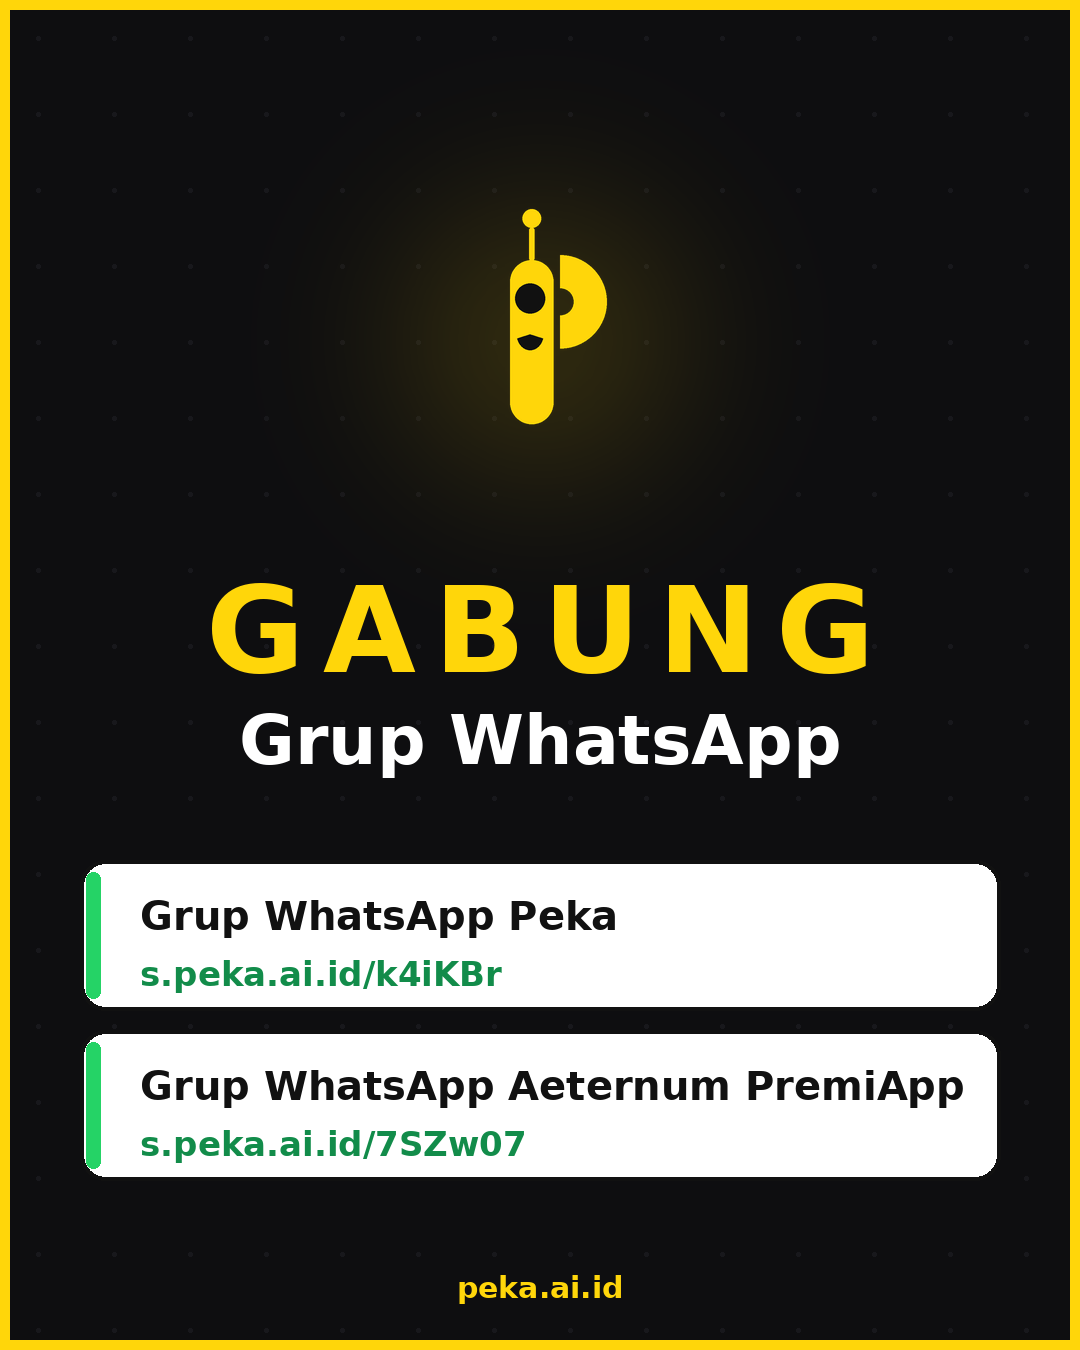 GABUNG
Grup WhatsApp
Grup WhatsApp Peka
s.peka.ai.id/k4iKBr
Grup WhatsApp Aeternum PremiApp
s.peka.ai.id/7SZw07
peka.ai.id